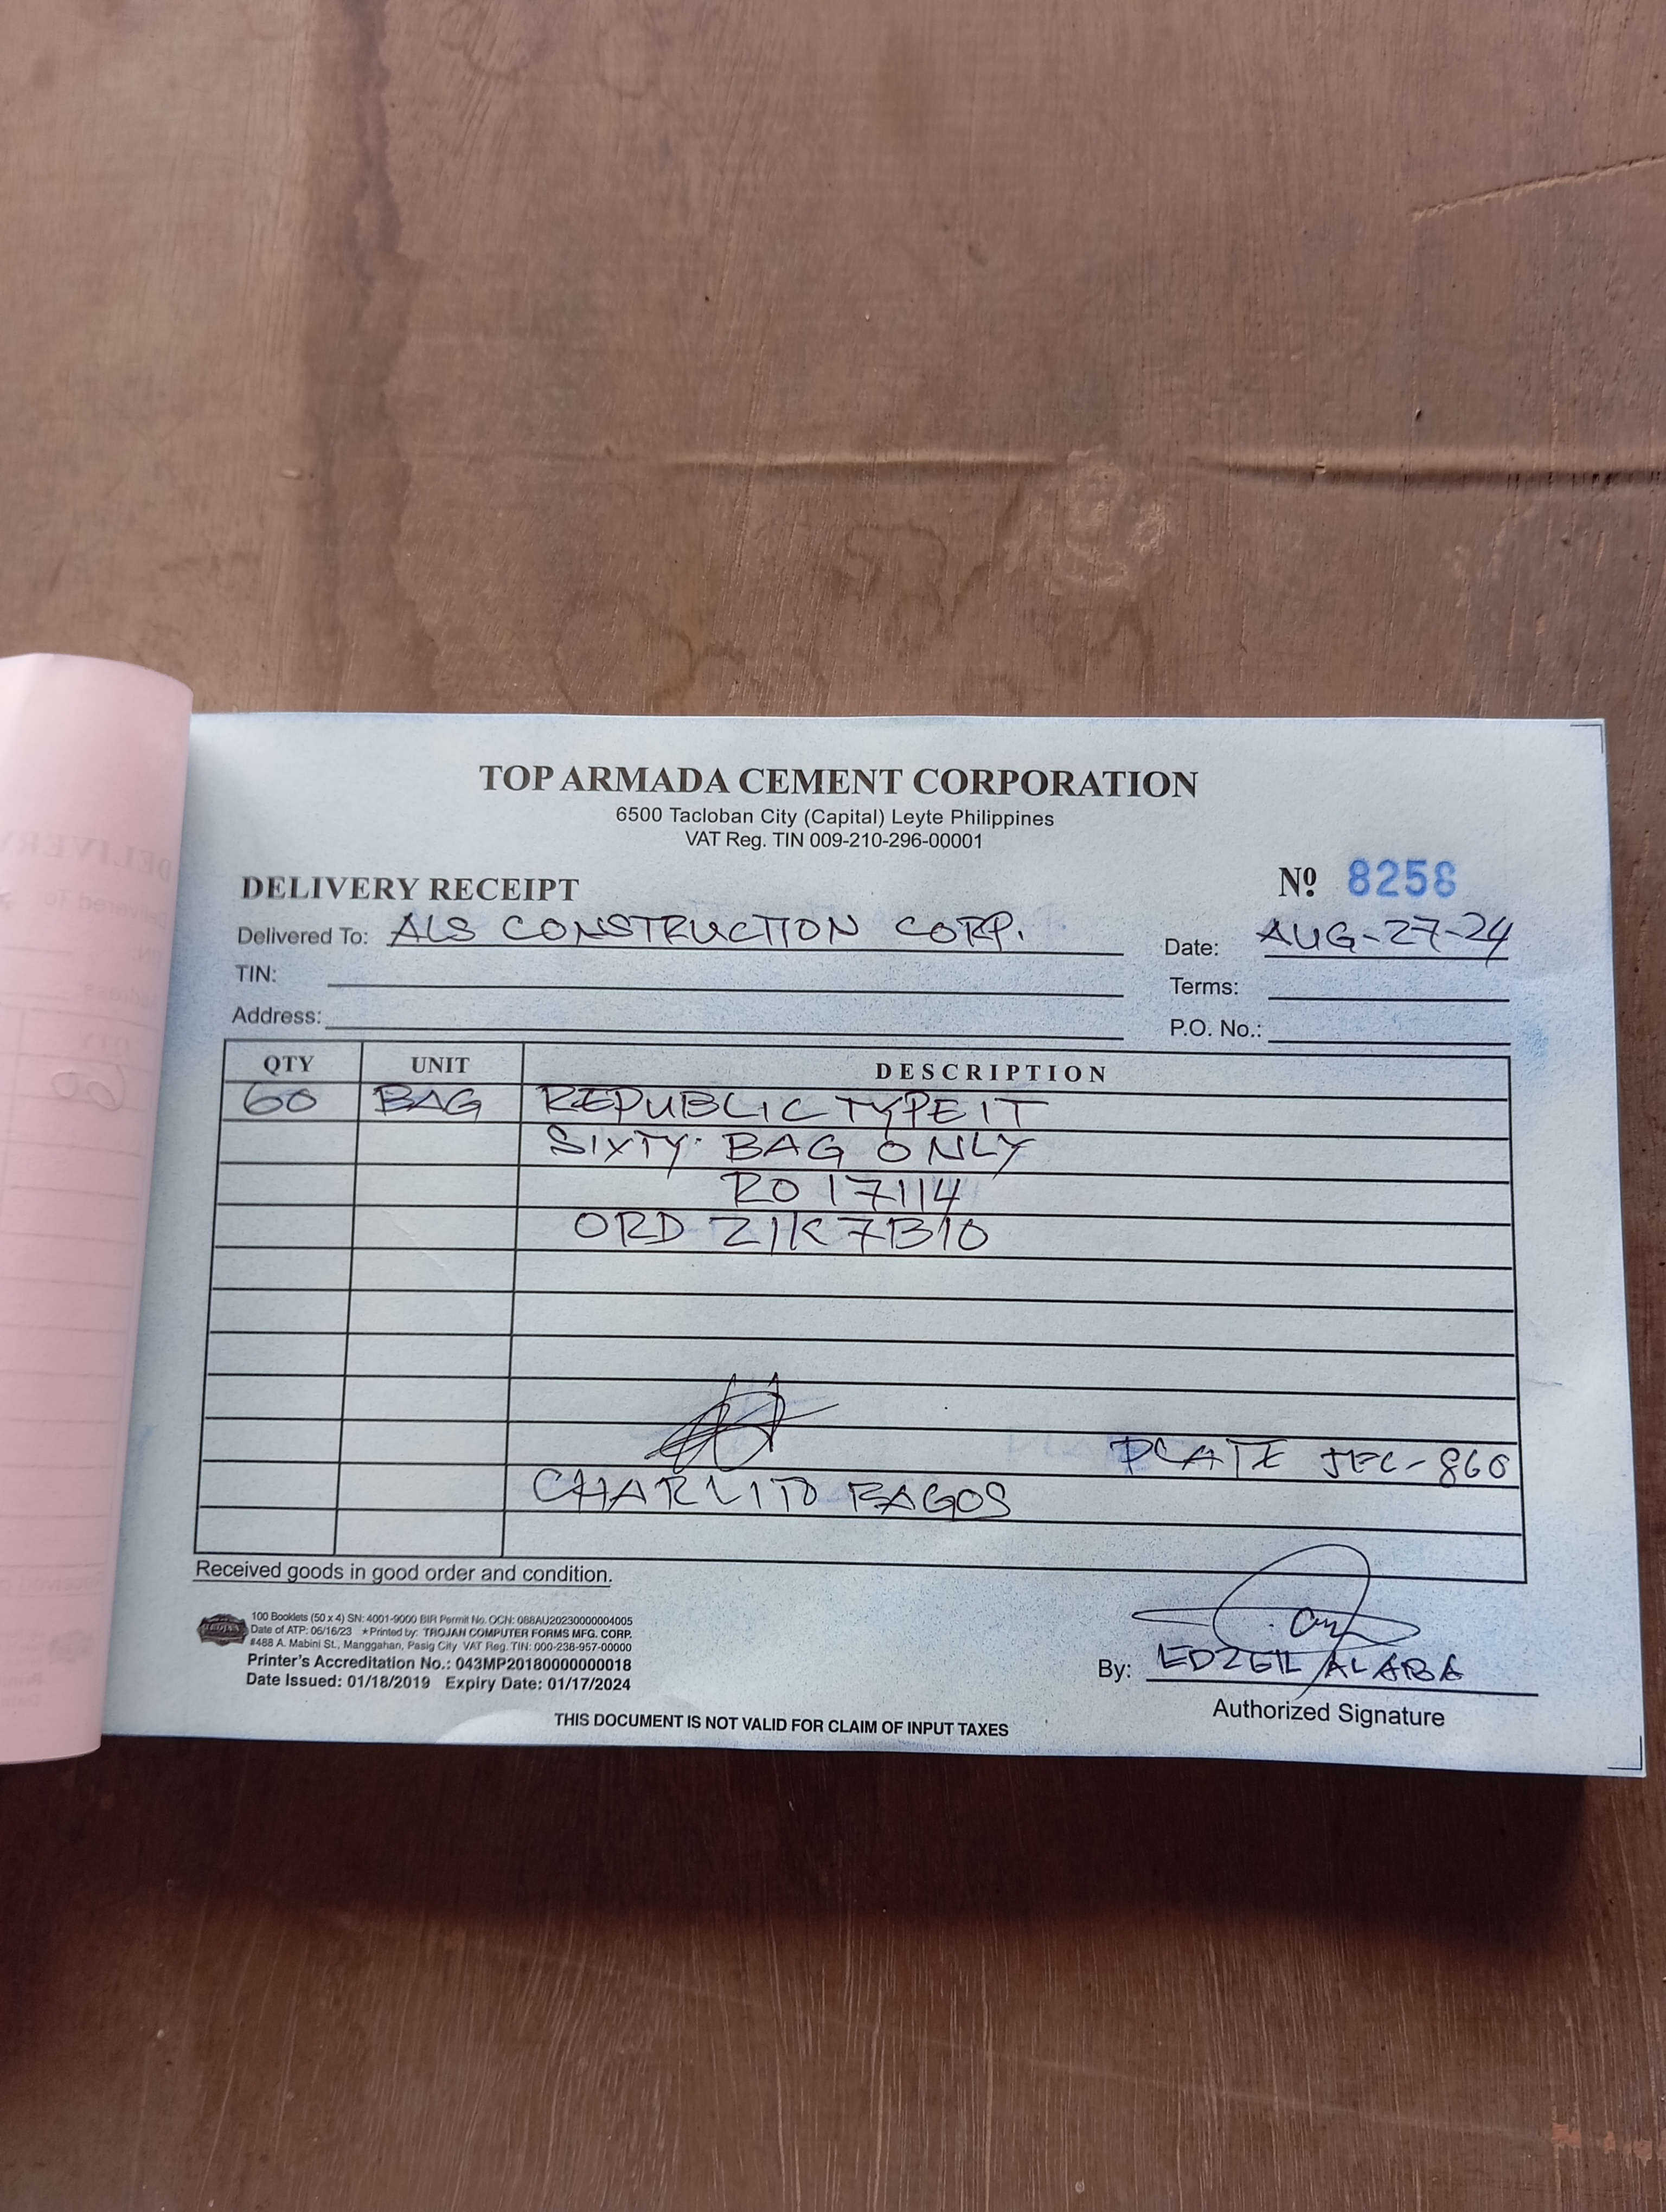 TOP ARMADA CEMENT CORPORATION
6500 Tacloban City (Capital) Leyte Philippines
VAT Reg. TIN 009-210-296-00001
DELIVERY RECEIPT
Nº 8258
Delivered To: ALS CONSTRUCTION CORP.
Date: AUG-27-24
TIN:
Terms:
Address:
P.O. No.:
QTY UNIT DESCRIPTION
60 BAG REPUBLIC TYPE 1T
SIXTY BAG ONLY
RO 17114
ORD Z1K7B10
PLATE JFC-860
CHARLITO BAGOS
Received goods in good order and condition.
100 Booklets (50 x 4) SN: 4001-9000 BIR Permit No. OCN: 088AU20230000004005
Date of ATP: 06/16/23 ★Printed by: TROJAN COMPUTER FORMS MFG. CORP.
#488 A. Mabini St., Manggahan, Pasig City VAT Reg. TIN: 000-238-957-00000
Printer's Accreditation No.: 043MP20180000000018
Date Issued: 01/18/2019 Expiry Date: 01/17/2024
By: EDZEIL ALABA
Authorized Signature
THIS DOCUMENT IS NOT VALID FOR CLAIM OF INPUT TAXES